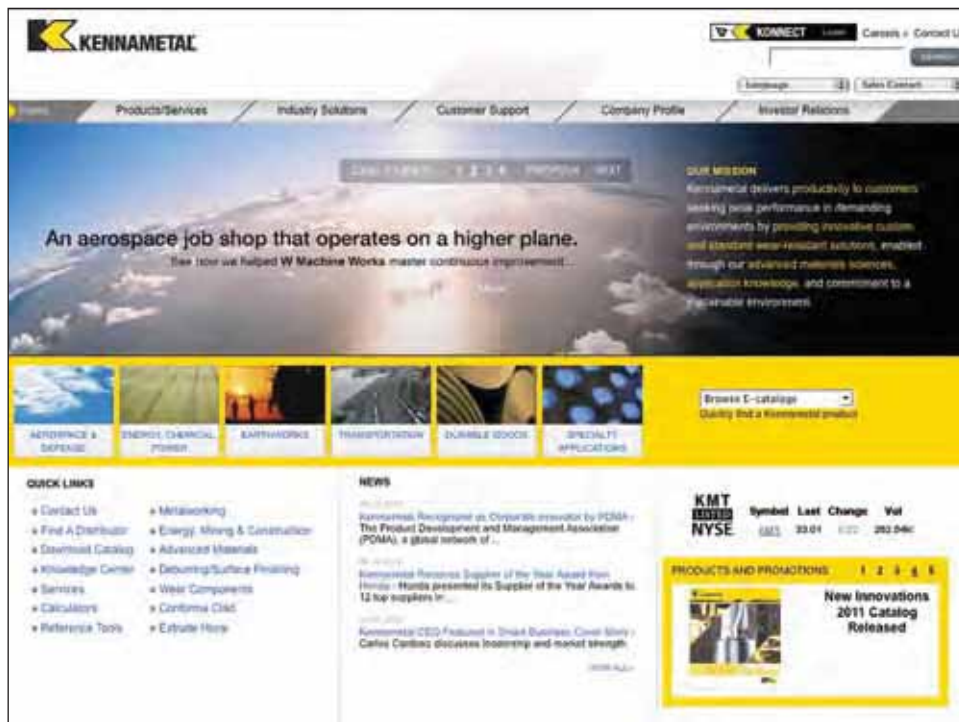 KENNAMETAL
KONNECT
Careers
Contact U
Language
Sales Contact
Products/Services
Industry Solutions
Customer Support
Company Profile
Investor Relations
1 2 3 4 PREVIOUS NEXT
An aerospace job shop that operates on a higher plane.
See how we helped W Machine Works master continuous improvement...
OUR MISSION
Kennametal delivers productivity to customers
seeking peak performance in demanding
environments by providing innovative custom
and standard wear-resistant solutions, enabled
through our advanced materials sciences,
application knowledge, and commitment to a
sustainable environment.
AEROSPACE &
DEFENSE
ENERGY, CHEMICAL,
POWER
EARTHWORKS
TRANSPORTATION
DURABLE GOODS
SPECIALTY
APPLICATIONS
Browse E-catalogs
Quickly find a Kennametal product
QUICK LINKS
Contact Us
Find A Distributor
Download Catalog
Knowledge Center
Services
Calculators
Reference Tools
Metalworking
Energy, Mining & Construction
Advanced Materials
Deburring/Surface Finishing
Wear Components
Conforma Clad
Extrude Hone
NEWS
Kennametal Recognized as Corporate Innovator by PDMA -
The Product Development and Management Association
(PDMA), a global network of ...
Kennametal Receives Supplier of the Year Award from
Honda - Honda presented its Supplier of the Year Awards to
12 top suppliers in ...
Kennametal CEO Featured in Smart Business Cover Story -
Carlos Cardoso discusses leadership and market strength
KMT
LISTED
NYSE
Symbol Last Change Vol
KMT 33.01 282.04K
PRODUCTS AND PROMOTIONS 1 2 3 4 5
New Innovations
2011 Catalog
Released